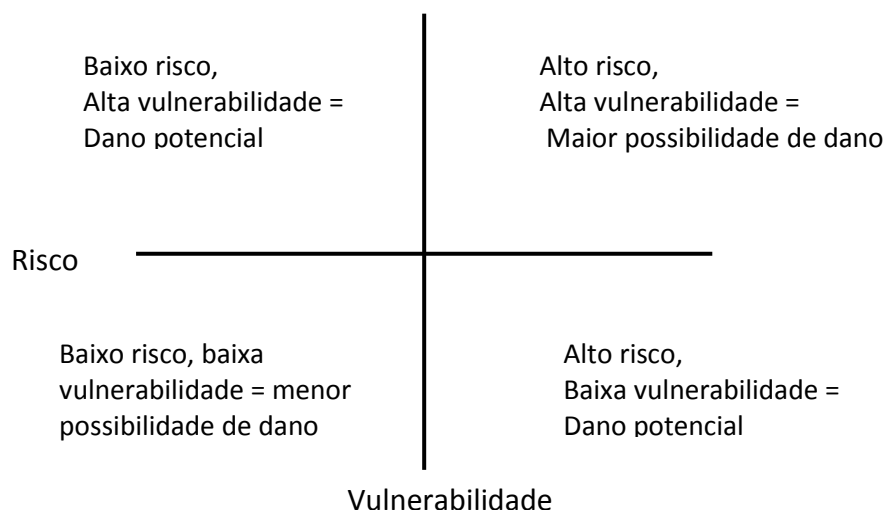 Baixo risco,
Alta vulnerabilidade =
Dano potencial
Alto risco,
Alta vulnerabilidade =
Maior possibilidade de dano
Risco
Baixo risco, baixa
vulnerabilidade = menor
possibilidade de dano
Alto risco,
Baixa vulnerabilidade =
Dano potencial
Vulnerabilidade